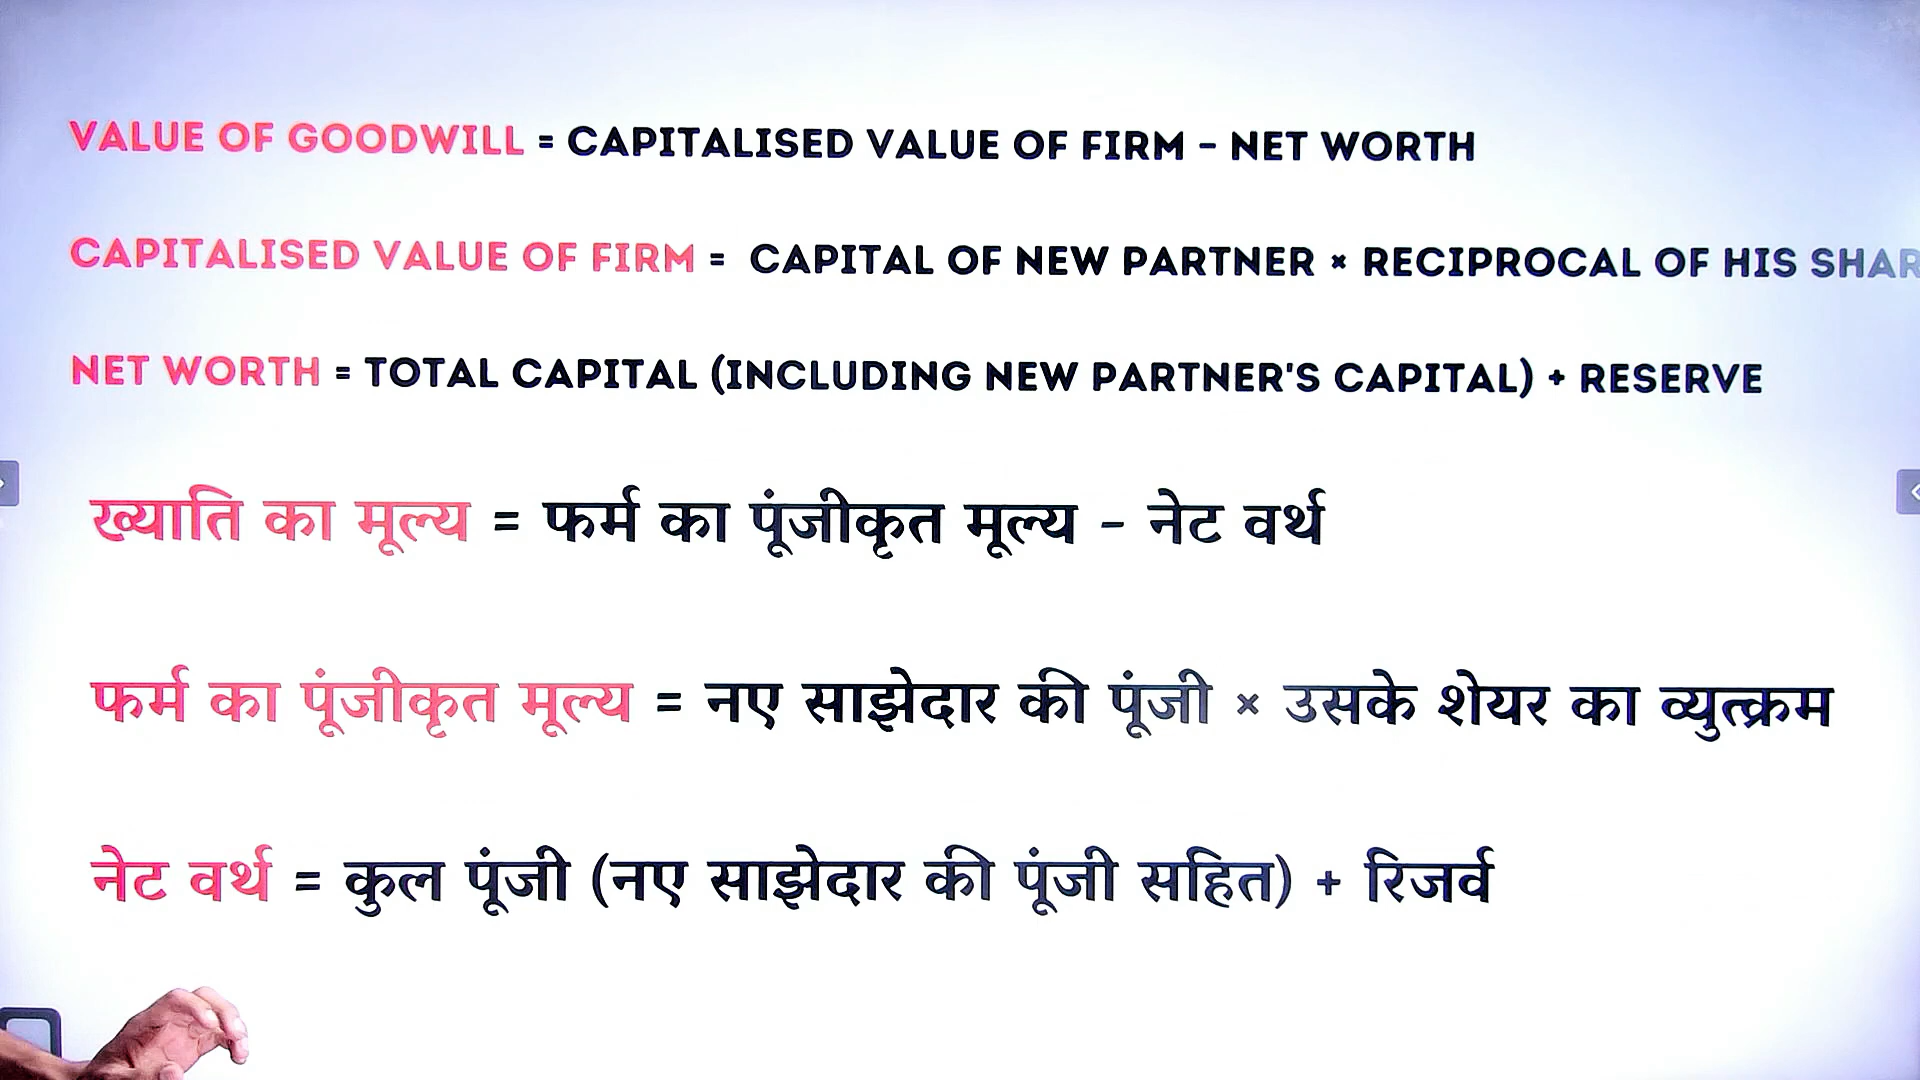 VALUE OF GOODWILL = CAPITALISED VALUE OF FIRM - NET WORTH
CAPITALISED VALUE OF FIRM = CAPITAL OF NEW PARTNER × RECIPROCAL OF HIS SHAR
NET WORTH = TOTAL CAPITAL (INCLUDING NEW PARTNER'S CAPITAL) + RESERVE
ख्याति का मूल्य = फर्म का पूंजीकृत मूल्य - नेट वर्थ
फर्म का पूंजीकृत मूल्य = नए साझेदार की पूंजी × उसके शेयर का व्युत्क्रम
नेट वर्थ = कुल पूंजी (नए साझेदार की पूंजी सहित) + रिजर्व